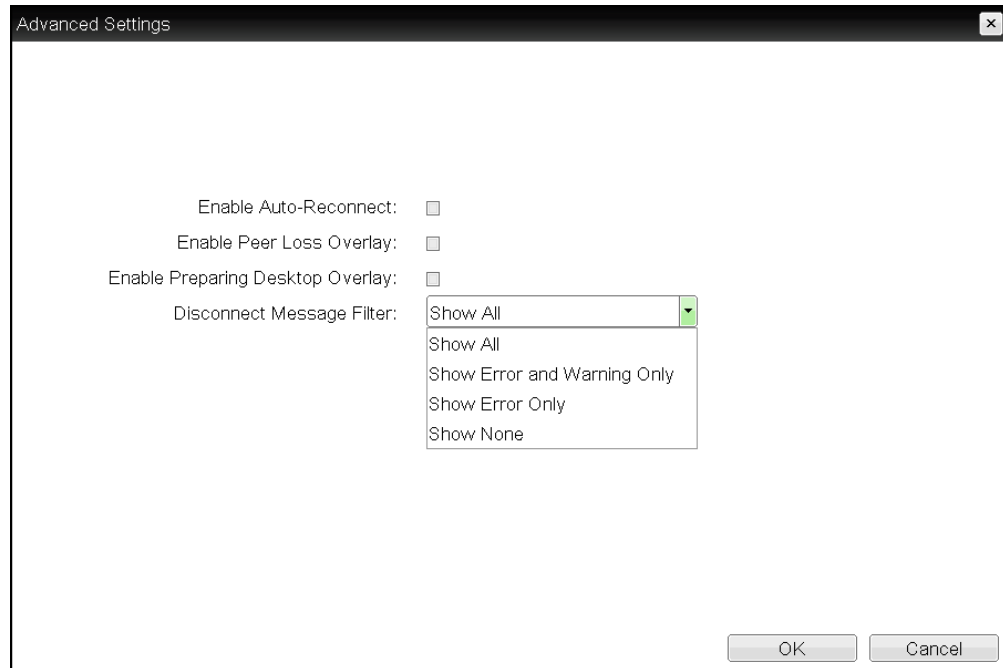 Advanced Settings
Enable Auto-Reconnect:
Enable Peer Loss Overlay:
Enable Preparing Desktop Overlay:
Disconnect Message Filter: Show All
Show All
Show Error and Warning Only
Show Error Only
Show None
OK Cancel